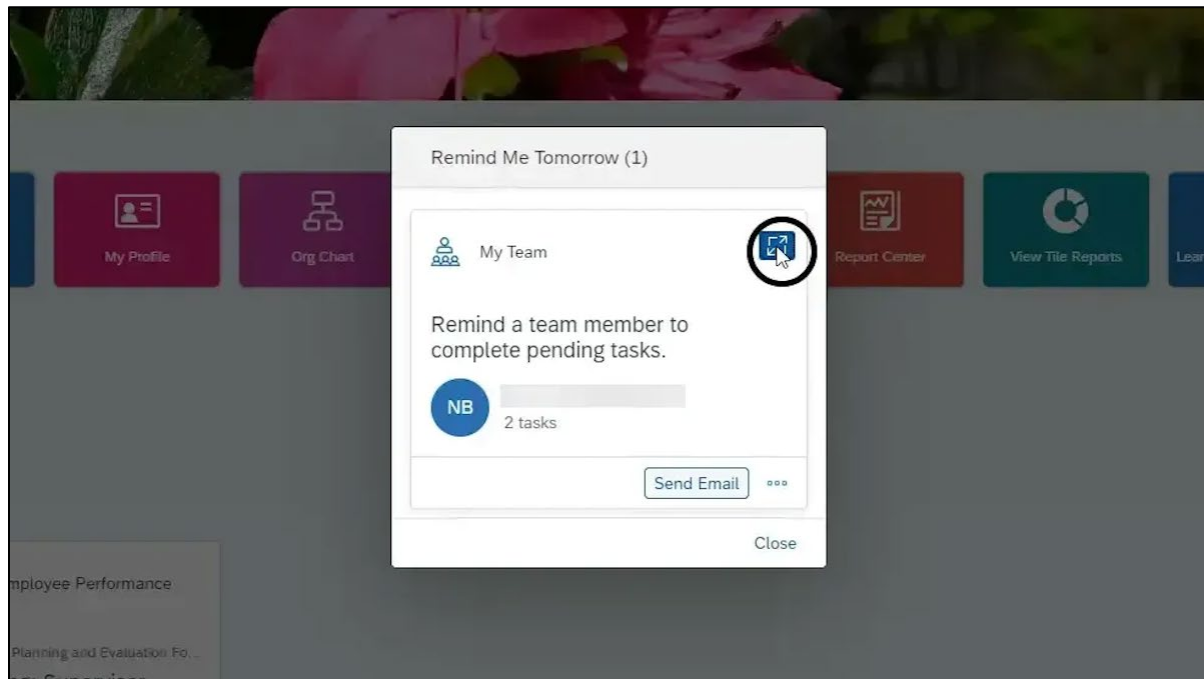 Remind Me Tomorrow (1)
My Profile
Org Chart
My Team
Report Center
View Tile Reports
Lear
Remind a team member to
complete pending tasks.
NB
2 tasks
Send Email
Close
mployee Performance
Planning and Evaluation Fo...